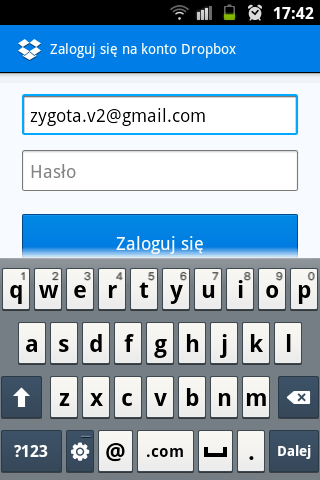 17:42
Zaloguj się na konto Dropbox
zygota.v2@gmail.com
Hasło
Zaloguj się
1 2 3 4 5 6 7 8 9 0
q w e r t y u i o p
a s d f g h j k l
z x c v b n m
?123 @ .com . Dalej